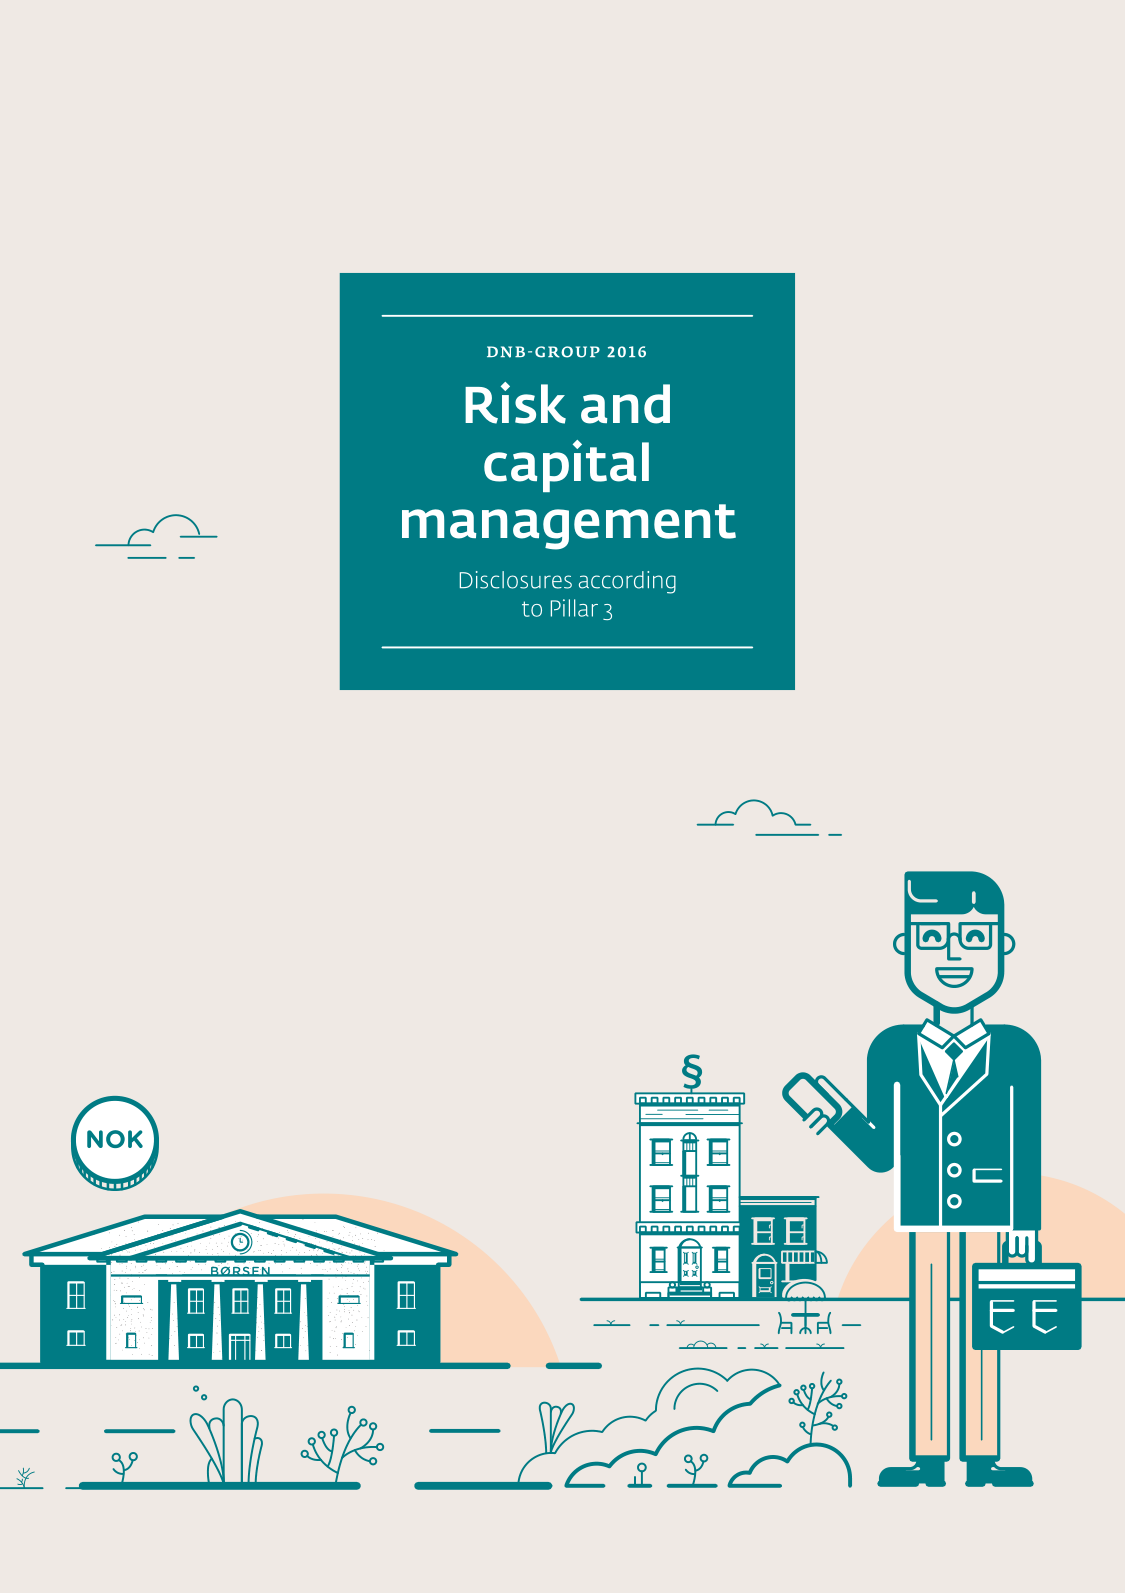 DNB-GROUP 2016
Risk and
capital
management
Disclosures according
to Pillar 3
§
NOK
BØRSEN